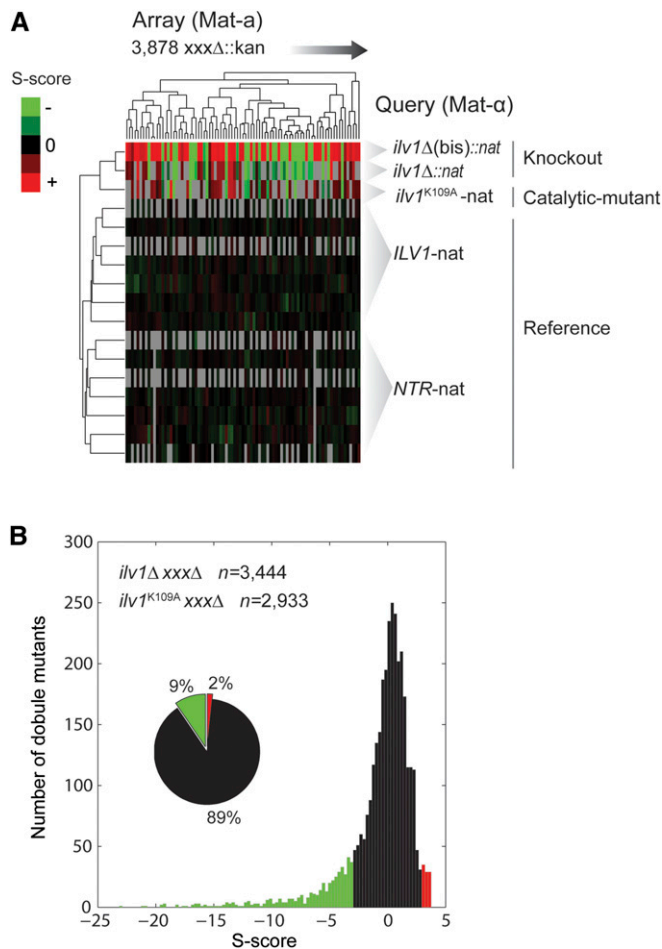 A
Array (Mat-a)
3,878 xxxΔ::kan
S-score
-
0
+
Query (Mat-α)
ilv1Δ(bis)::nat
ilv1Δ::nat
Knockout
ilv1K109A-nat
Catalytic-mutant
ILV1-nat
Reference
NTR-nat
B
300
250
200
150
100
50
0
Number of dobule mutants
ilv1Δ xxxΔ n=3,444
ilv1K109A xxxΔ n=2,933
9%
2%
89%
−25
−20
−15
−10
−5
0
5
S-score